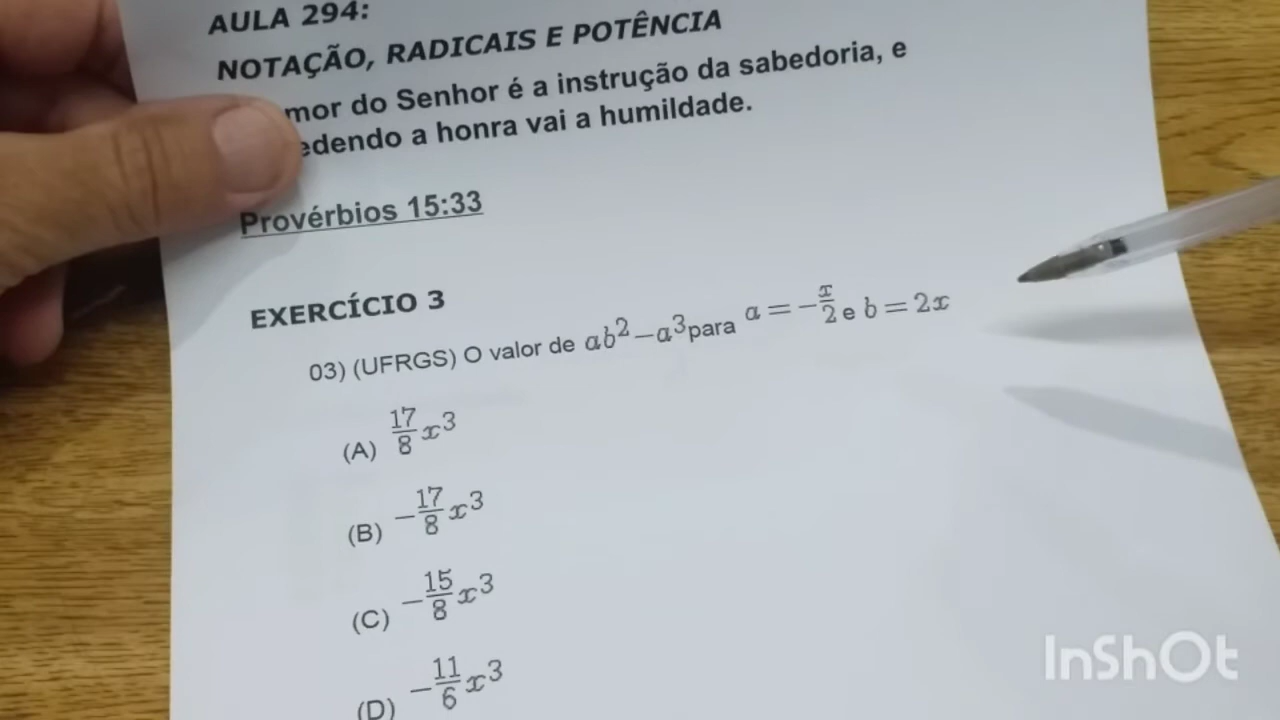 AULA 294:
NOTAÇÃO, RADICAIS E POTÊNCIA
mor do Senhor é a instrução da sabedoria, e
edendo a honra vai a humildade.
Provérbios 15:33
EXERCÍCIO 3
03) (UFRGS) O valor de ab² – a³ para a = –x/2 e b = 2x
(A) 17/8 x³
(B) –17/8 x³
(C) –15/8 x³
(D) –11/6 x³
InShOt